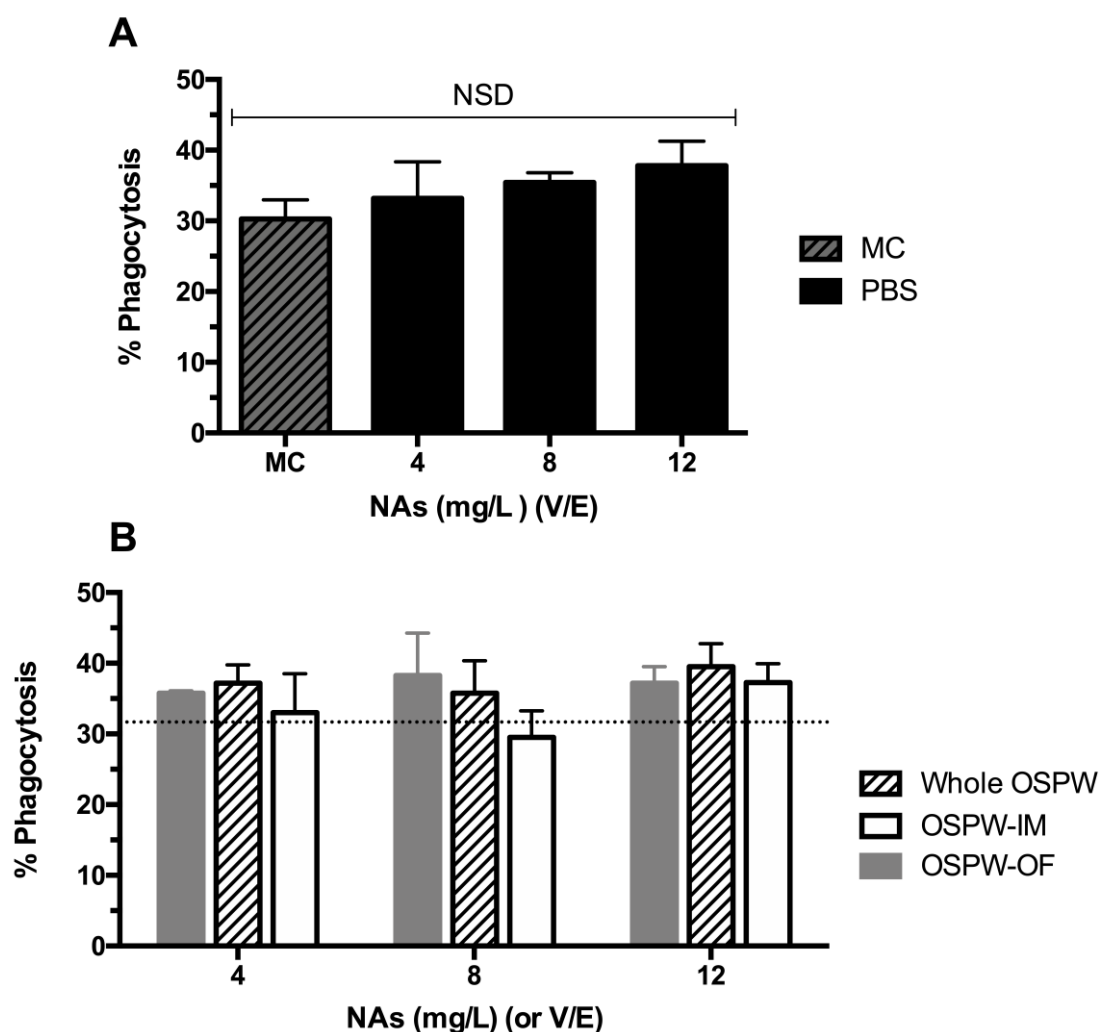 A
% Phagocytosis
50
40
30
20
10
0
NSD
MC
4
8
12
NAs (mg/L ) (V/E)
MC
PBS
B
% Phagocytosis
50
40
30
20
10
0
4
8
12
NAs (mg/L) (or V/E)
Whole OSPW
OSPW-IM
OSPW-OF